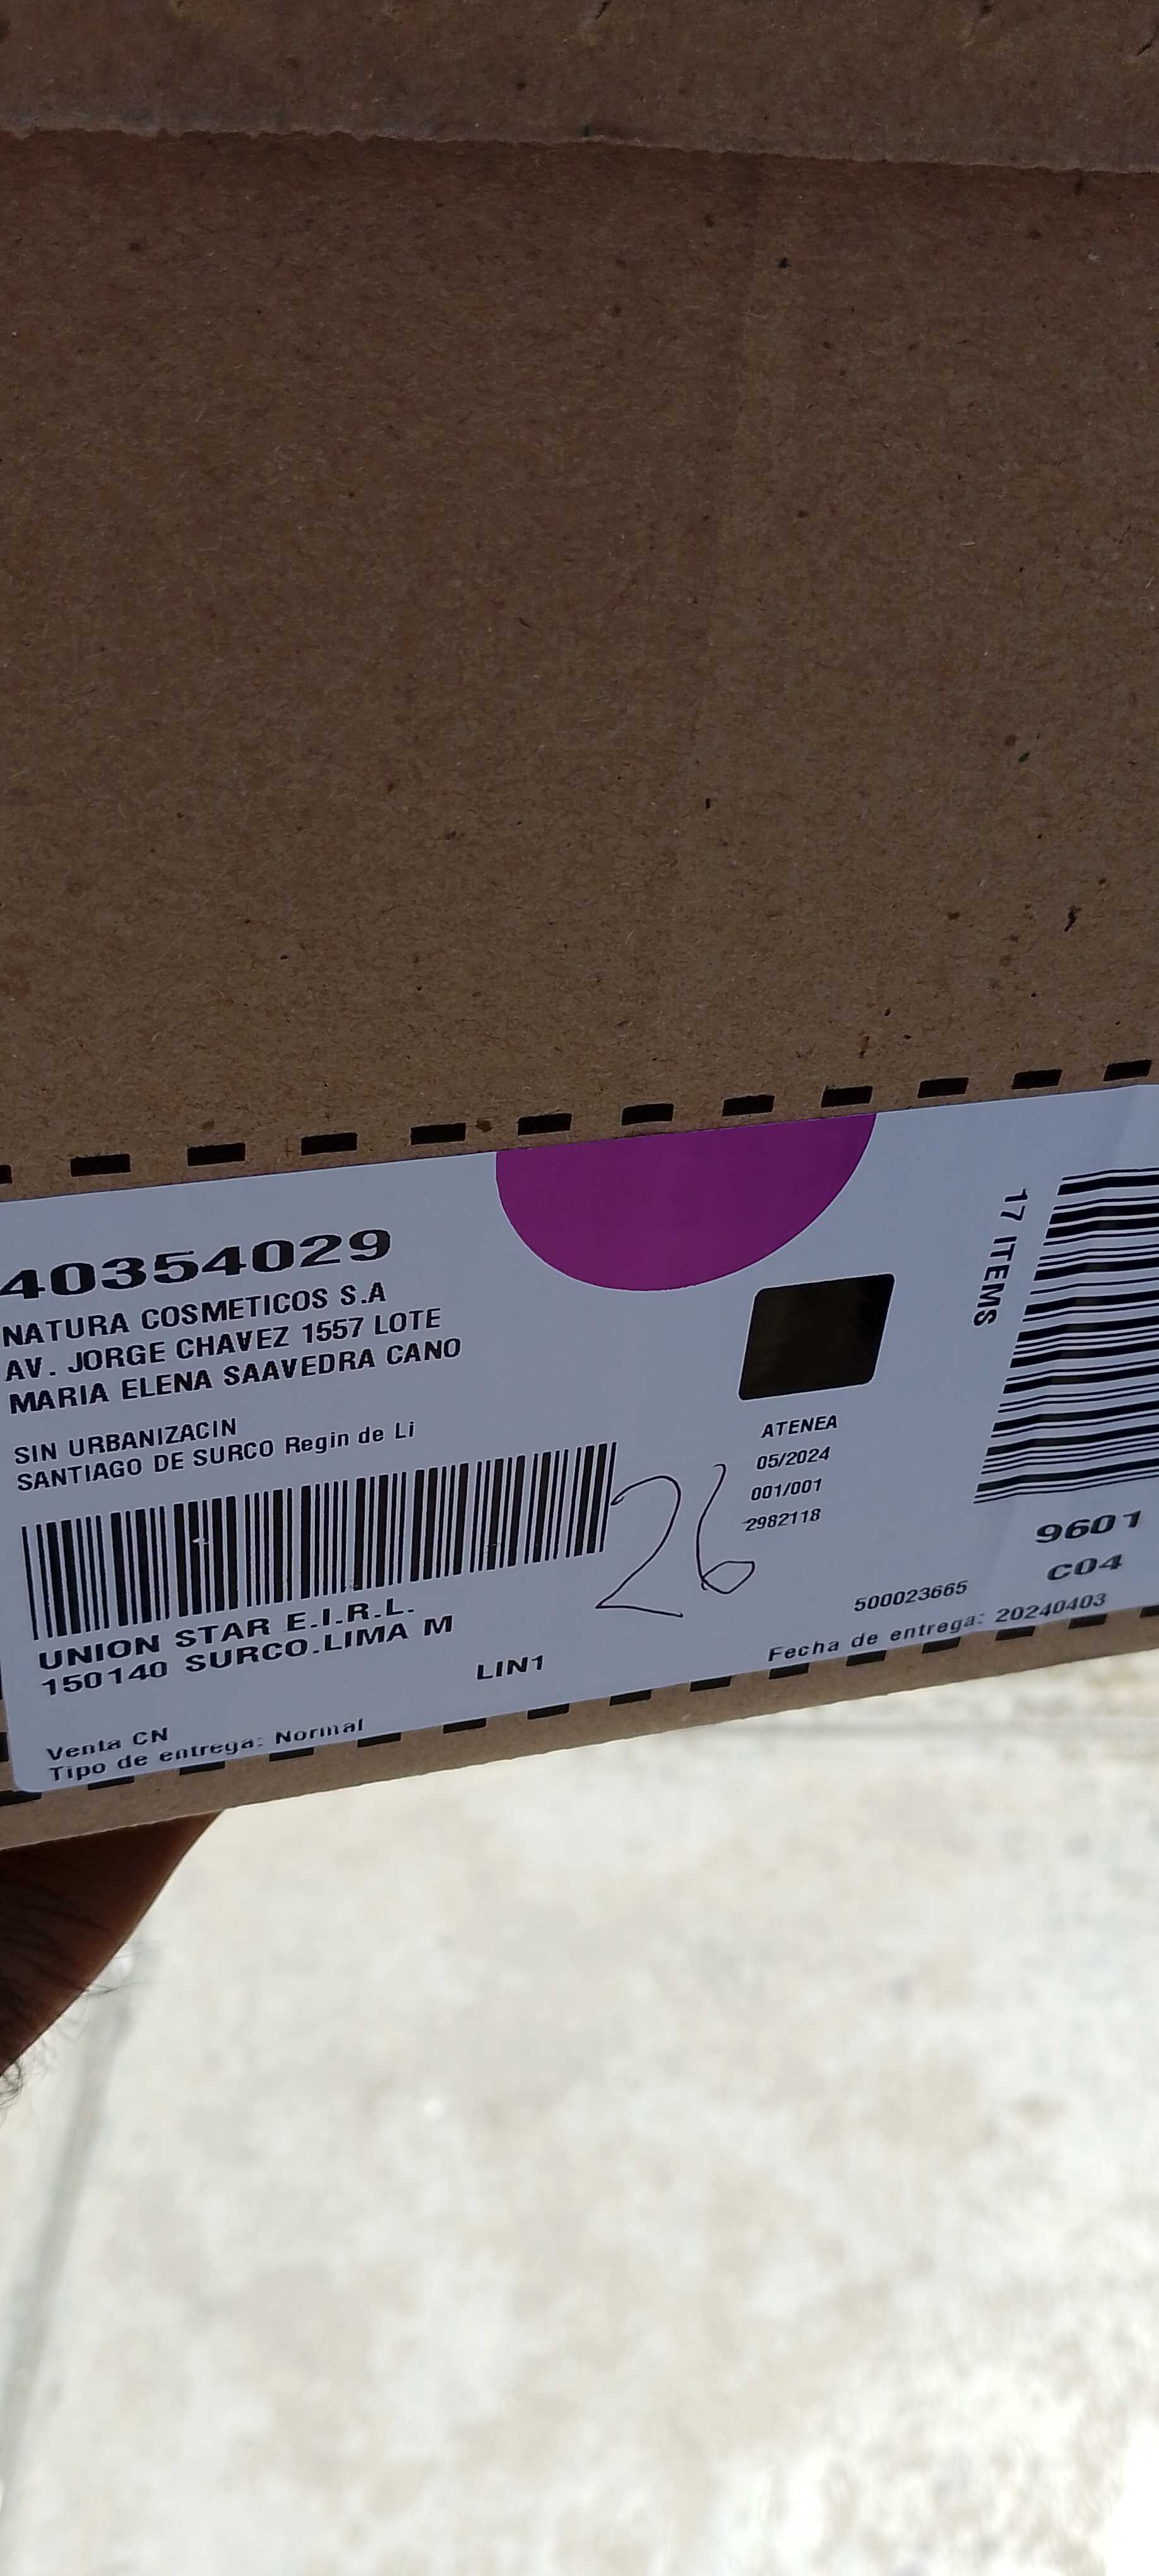 40354029
NATURA COSMETICOS S.A
AV. JORGE CHAVEZ 1557 LOTE
MARIA ELENA SAAVEDRA CANO
SIN URBANIZACIN
SANTIAGO DE SURCO Regin de Li
UNION STAR E.I.R.L.
150140 SURCO.LIMA M
LIN1
Venta CN
Tipo de entrega: Normal
26
ATENEA
05/2024
001/001
2982118
17 ITEMS
9601
C04
500023665
Fecha de entrega: 20240403